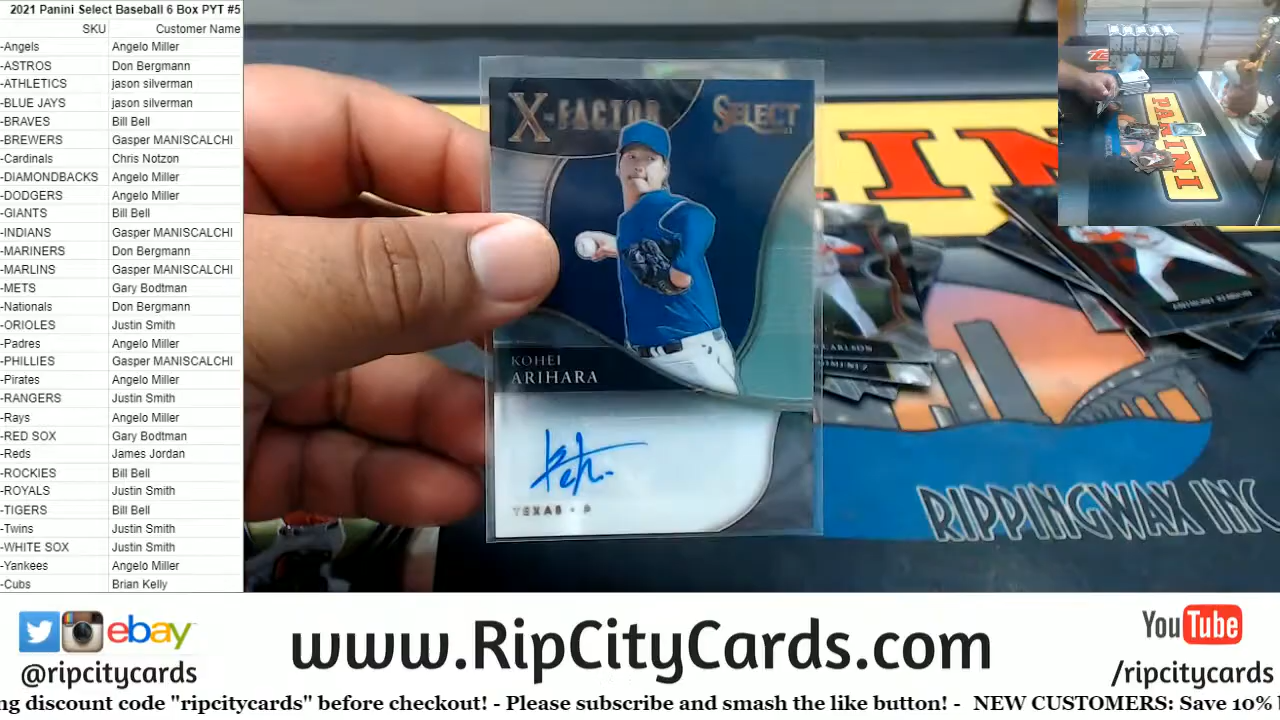 2021 Panini Select Baseball 6 Box PYT #5
SKU Customer Name
-Angels Angelo Miller
-ASTROS Don Bergmann
-ATHLETICS jason silverman
-BLUE JAYS jason silverman
-BRAVES Bill Bell
-BREWERS Gasper MANISCALCHI
-Cardinals Chris Notzon
-DIAMONDBACKS Angelo Miller
-DODGERS Angelo Miller
-GIANTS Bill Bell
-INDIANS Gasper MANISCALCHI
-MARINERS Don Bergmann
-MARLINS Gasper MANISCALCHI
-METS Gary Bodtman
-Nationals Don Bergmann
-ORIOLES Justin Smith
-Padres Angelo Miller
-PHILLIES Gasper MANISCALCHI
-Pirates Angelo Miller
-RANGERS Justin Smith
-Rays Angelo Miller
-RED SOX Gary Bodtman
-Reds James Jordan
-ROCKIES Bill Bell
-ROYALS Justin Smith
-TIGERS Bill Bell
-Twins Justin Smith
-WHITE SOX Justin Smith
-Yankees Angelo Miller
-Cubs Brian Kelly
X-FACTOR SELECT
KOHEI
ARIHARA
TEXAS • P
PANINI
CARLSON
RIPPINGWAX INC
ebay
@ripcitycards
www.RipCityCards.com
YouTube
/ripcitycards
discount code "ripcitycards" before checkout! - Please subscribe and smash the like button! - NEW CUSTOMERS: Save 10%